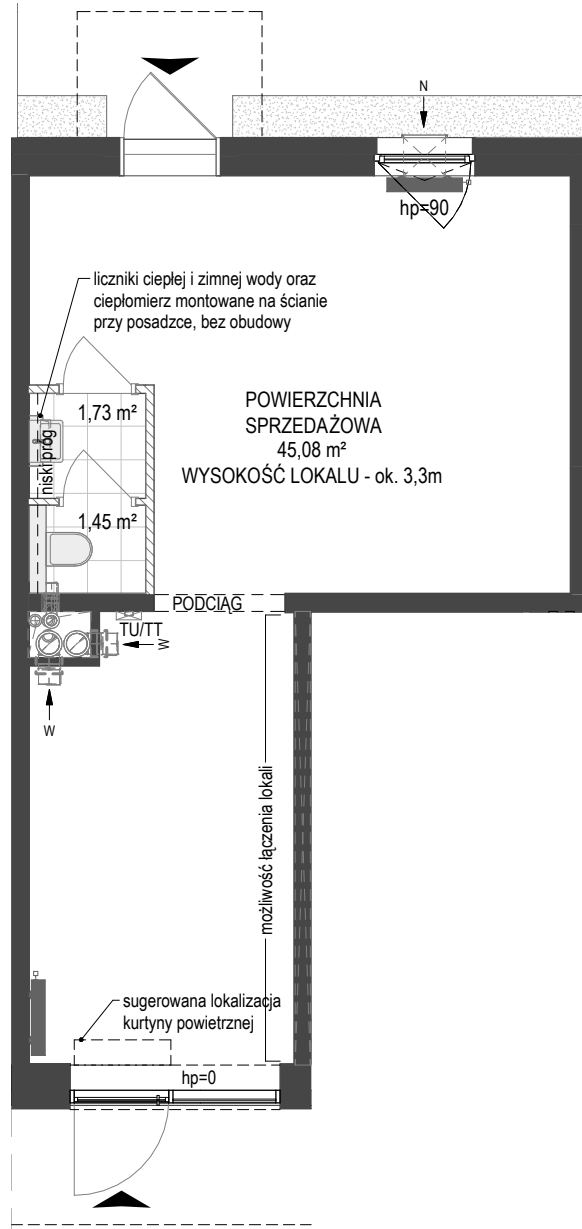 N
hp=90
liczniki ciepłej i zimnej wody oraz
ciepłomierz montowane na ścianie
przy posadzce, bez obudowy
1,73 m²
niski próg
1,45 m²
POWIERZCHNIA
SPRZEDAŻOWA
45,08 m²
WYSOKOŚĆ LOKALU - ok. 3,3m
PODCIĄG
TU/TT
W
W
możliwość łączenia lokali
sugerowana lokalizacja
kurtyny powietrznej
hp=0